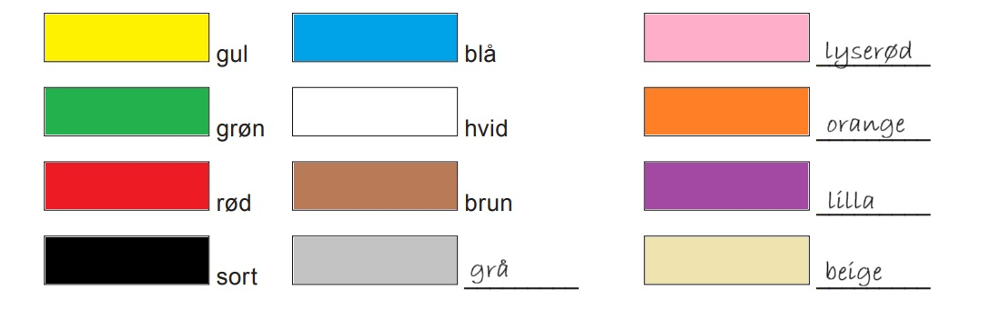 gul blå lyserød
grøn hvid orange
rød brun lilla
sort grå beige